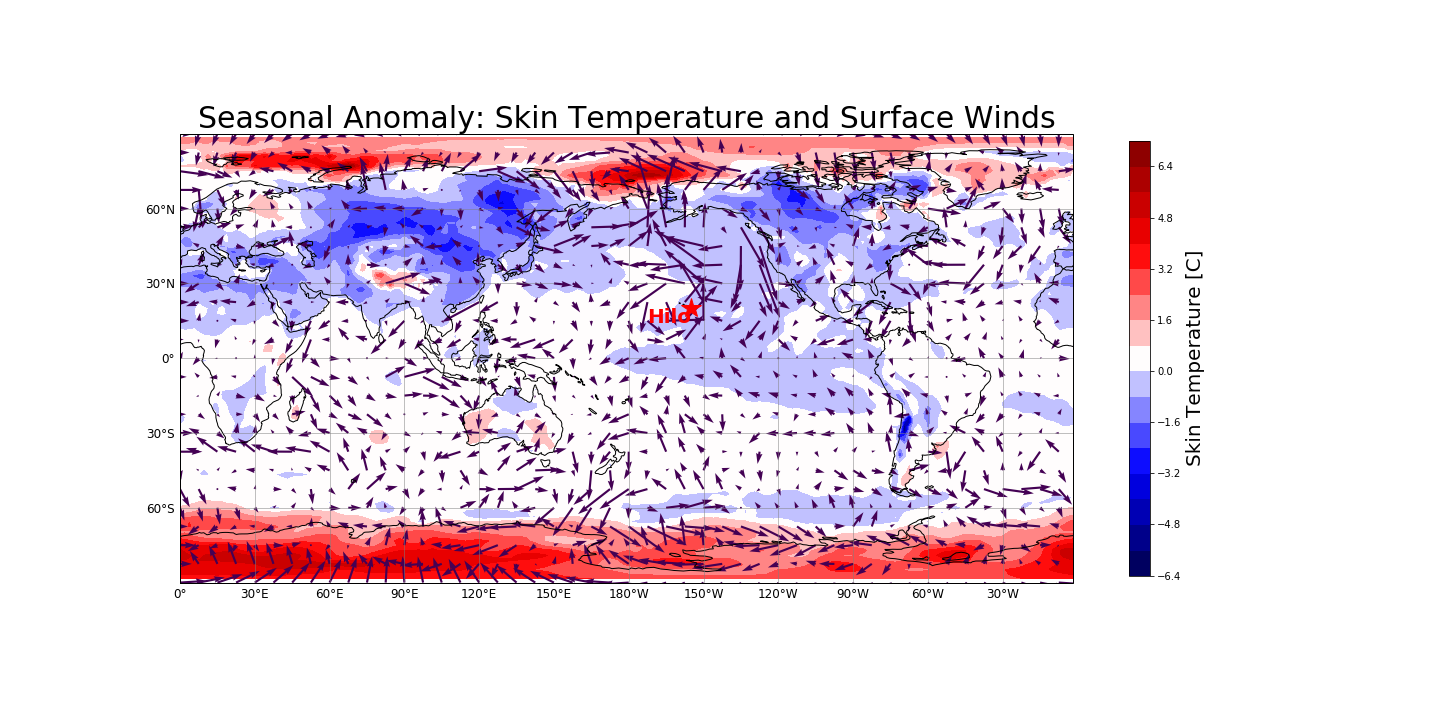 Seasonal Anomaly: Skin Temperature and Surface Winds
60°N
30°N
0°
30°S
60°S
Hilo
0°
30°E
60°E
90°E
120°E
150°E
180°W
150°W
120°W
90°W
60°W
30°W
6.4
4.8
3.2
1.6
0.0
−1.6
−3.2
−4.8
−6.4
Skin Temperature [C]